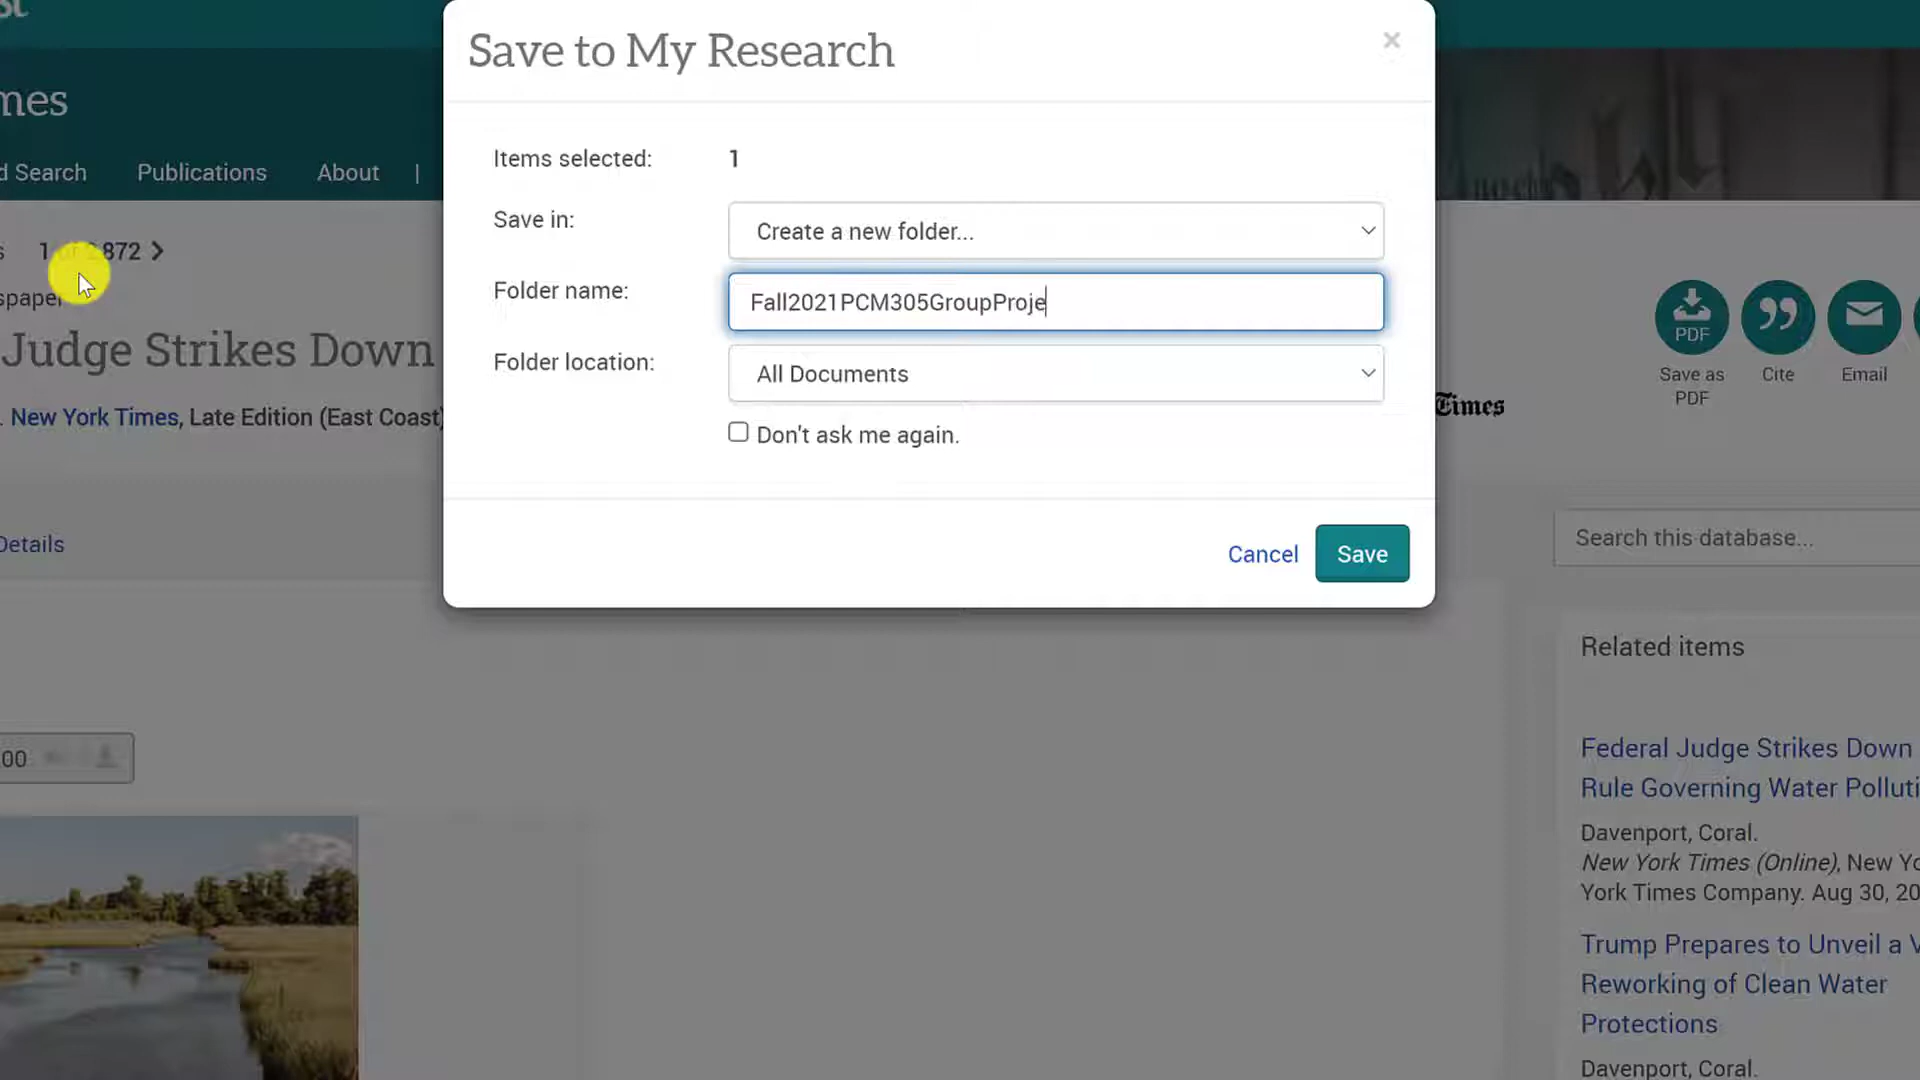 Save to My Research
×
mes
Items selected: 1
d Search Publications About |
Save in: Create a new folder...
Folder name: Fall2021PCM305GroupProje
spaper
Folder location: All Documents
Judge Strikes Down
. New York Times, Late Edition (East Coast)
Times
PDF
Save as
PDF
Cite
Email
Don't ask me again.
Cancel Save
Details
Search this database...
Related items
Federal Judge Strikes Down
Rule Governing Water Polluti
Davenport, Coral.
New York Times (Online), New Yo
York Times Company. Aug 30, 20
Trump Prepares to Unveil a V
Reworking of Clean Water
Protections
Davenport, Coral.
00